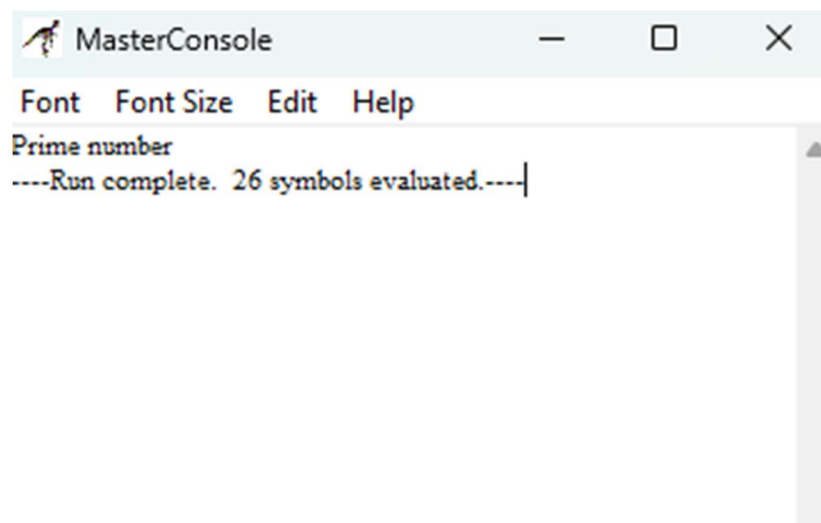 MasterConsole
Font Font Size Edit Help
Prime number
----Run complete.  26 symbols evaluated.----